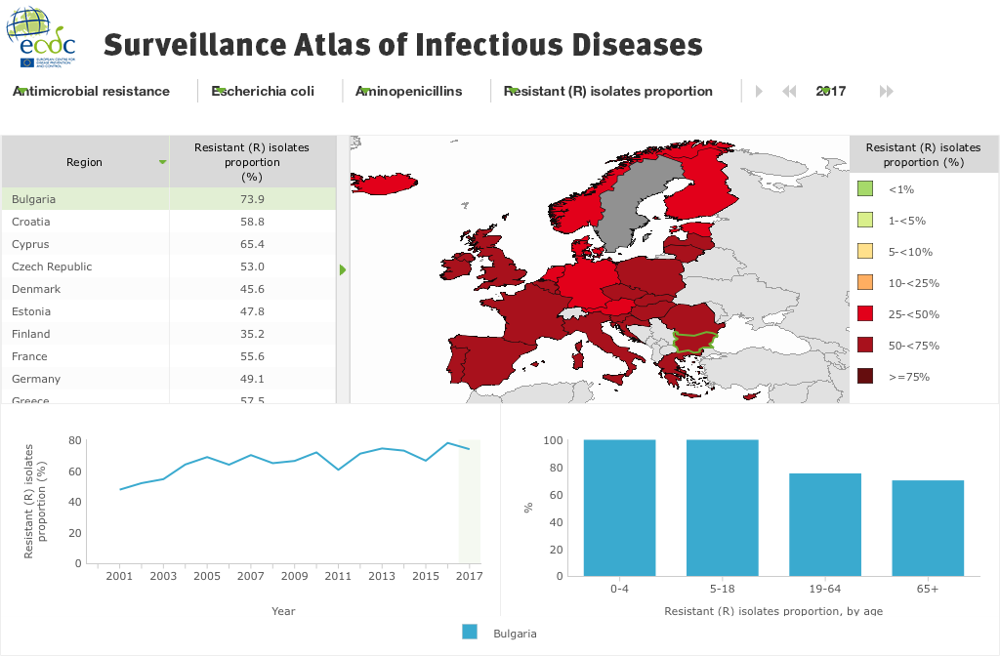 ecdc
EUROPEAN CENTRE FOR
DISEASE PREVENTION
AND CONTROL
Surveillance Atlas of Infectious Diseases
Antimicrobial resistance
Escherichia coli
Aminopenicillins
Resistant (R) isolates proportion
2017
Region
Resistant (R) isolates
proportion
(%)
Bulgaria 73.9
Croatia 58.8
Cyprus 65.4
Czech Republic 53.0
Denmark 45.6
Estonia 47.8
Finland 35.2
France 55.6
Germany 49.1
Greece 57.5
Resistant (R) isolates
proportion (%)
<1%
1-<5%
5-<10%
10-<25%
25-<50%
50-<75%
>=75%
Resistant (R) isolates
proportion (%)
80
60
40
20
0
2001 2003 2005 2007 2009 2011 2013 2015 2017
Year
%
100
80
60
40
20
0
0-4 5-18 19-64 65+
Resistant (R) isolates proportion, by age
Bulgaria